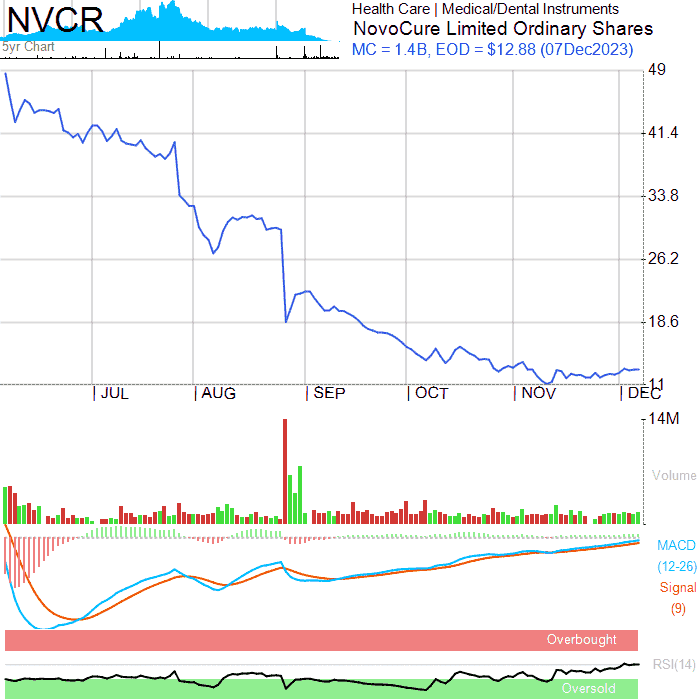 NVCR
5yr Chart
Health Care | Medical/Dental Instruments
NovoCure Limited Ordinary Shares
MC = 1.4B, EOD = $12.88 (07Dec2023)
49
41.4
33.8
26.2
18.6
11
JUL AUG SEP OCT NOV DEC
14M
Volume
MACD
(12-26)
Signal
(9)
Overbought
RSI(14)
Oversold